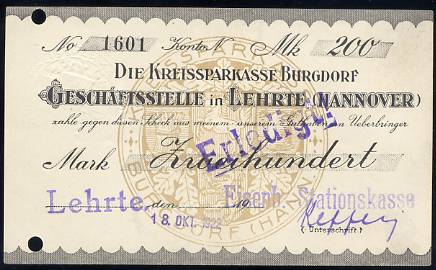 No 1601 Konto N. Mk 200
DIE KREISSPARKASSE BURGDORF
GESCHÄFTSSTELLE in LEHRTE (HANNOVER)
zahle gegen diesen Scheck aus meinem - unserem Guthaben an Ueberbringer
Erledigt!
Mark Zweihundert
Lehrte, den 19 Eisenb. Stationskasse
18. OKT. 1922
(Unterschrift)